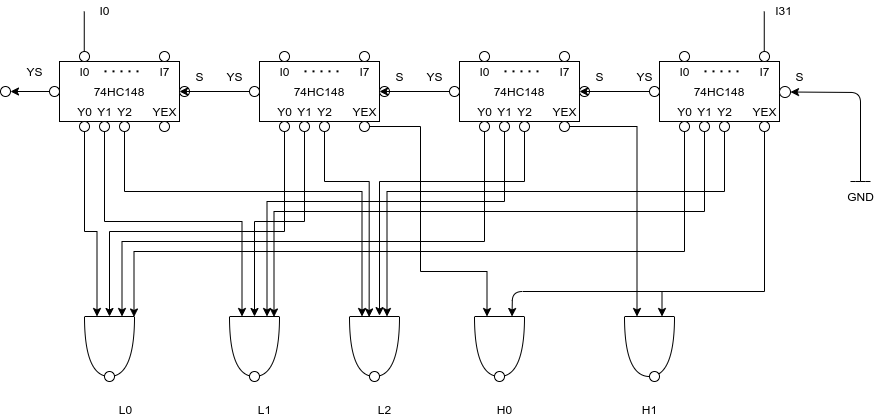 I0 I31
YS I0 ..... I7 S YS I0 ..... I7 S YS I0 ..... I7 S YS I0 ..... I7 S
74HC148 74HC148 74HC148 74HC148
Y0 Y1 Y2 YEX Y0 Y1 Y2 YEX Y0 Y1 Y2 YEX Y0 Y1 Y2 YEX
GND
L0 L1 L2 H0 H1